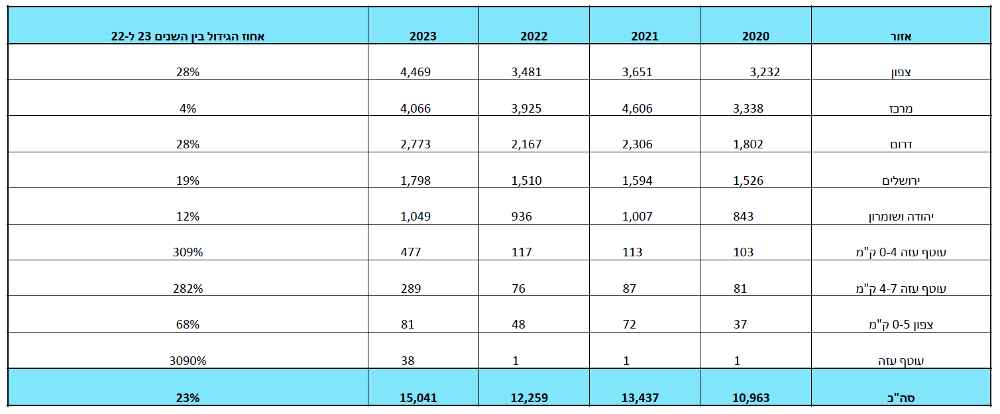 אזור 2020 2021 2022 2023 אחוז הגידול בין השנים 23 ל-22
צפון 3,232 3,651 3,481 4,469 28%
מרכז 3,338 4,606 3,925 4,066 4%
דרום 1,802 2,306 2,167 2,773 28%
ירושלים 1,526 1,594 1,510 1,798 19%
יהודה ושומרון 843 1,007 936 1,049 12%
עוטף עזה 0-4 ק"מ 103 113 117 477 309%
עוטף עזה 4-7 ק"מ 81 87 76 289 282%
צפון 0-5 ק"מ 37 72 48 81 68%
עוטף עזה 1 1 1 38 3090%
סה"כ 10,963 13,437 12,259 15,041 23%